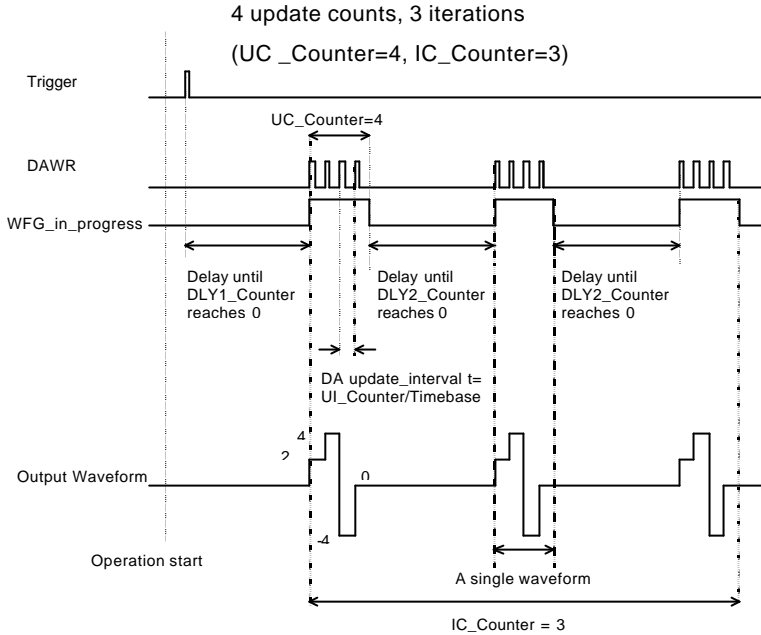 4 update counts, 3 iterations
(UC _Counter=4, IC_Counter=3)
Trigger
UC_Counter=4
DAWR
WFG_in_progress
Delay until
DLY1_Counter
reaches 0
Delay until
DLY2_Counter
reaches 0
Delay until
DLY2_Counter
reaches 0
DA update_interval t=
UI_Counter/Timebase
4
2
0
Output Waveform
-4
Operation start
A single waveform
IC_Counter = 3